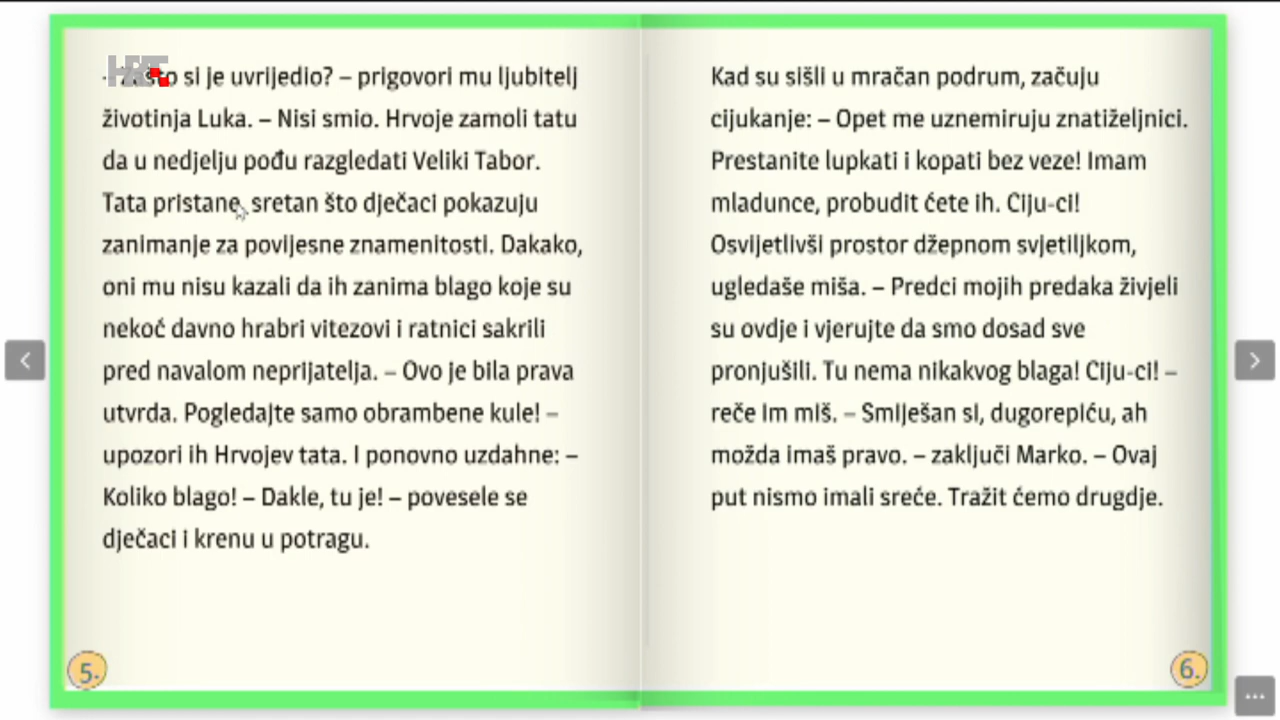 - Zašto si je uvrijedio? – prigovori mu ljubitelj
životinja Luka. – Nisi smio. Hrvoje zamoli tatu
da u nedjelju pođu razgledati Veliki Tabor.
Tata pristane, sretan što dječaci pokazuju
zanimanje za povijesne znamenitosti. Dakako,
oni mu nisu kazali da ih zanima blago koje su
nekoć davno hrabri vitezovi i ratnici sakrili
pred navalom neprijatelja. – Ovo je bila prava
utvrda. Pogledajte samo obrambene kule! –
upozori ih Hrvojev tata. I ponovno uzdahne: –
Koliko blago! – Dakle, tu je! – povesele se
dječaci i krenu u potragu.
5.
Kad su sišli u mračan podrum, začuju
cijukanje: – Opet me uznemiruju znatiželjnici.
Prestanite lupkati i kopati bez veze! Imam
mladunce, probudit ćete ih. Ciju-ci!
Osvijetlivši prostor džepnom svjetiljkom,
ugledaše miša. – Predci mojih predaka živjeli
su ovdje i vjerujte da smo dosad sve
pronjušili. Tu nema nikakvog blaga! Ciju-ci! –
reče im miš. – Smiješan si, dugorepiću, ah
možda imaš pravo. – zaključi Marko. – Ovaj
put nismo imali sreće. Tražit ćemo drugdje.
6.
HRT